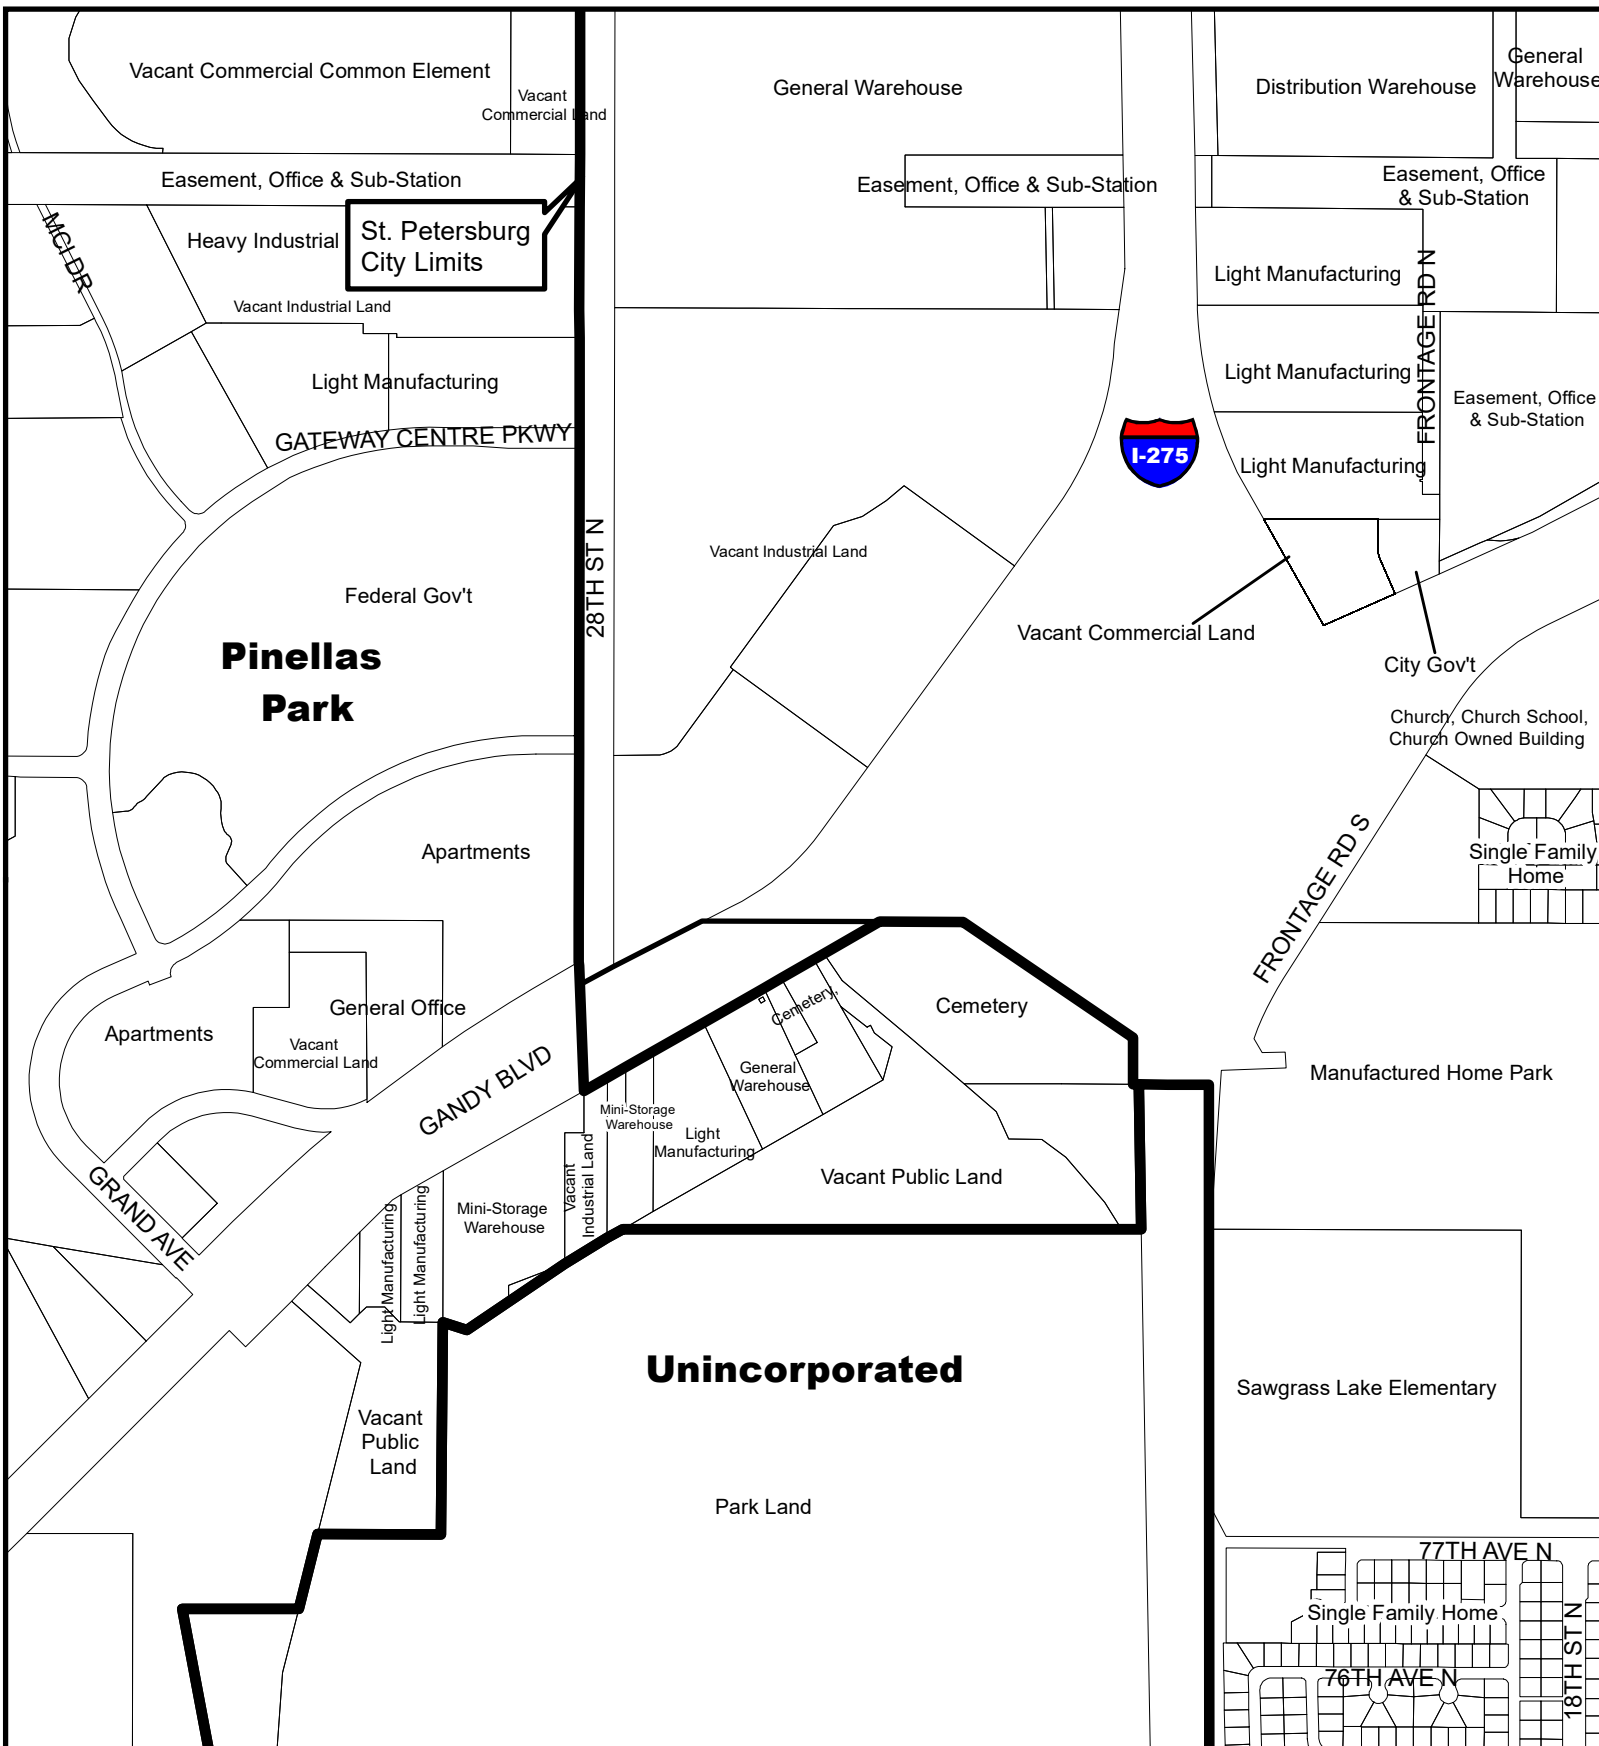 Vacant Commercial Common Element
Vacant
Commercial Land
General Warehouse
Distribution Warehouse
General
Warehouse
Easement, Office & Sub-Station
Easement, Office & Sub-Station
Easement, Office
& Sub-Station
MCI DR
Heavy Industrial
St. Petersburg
City Limits
Vacant Industrial Land
Light Manufacturing
FRONTAGE RD N
Light Manufacturing
Light Manufacturing
Easement, Office
& Sub-Station
GATEWAY CENTRE PKWY
I-275
Light Manufacturing
28TH ST N
Vacant Industrial Land
Federal Gov't
Vacant Commercial Land
City Gov't
Pinellas
Park
Church, Church School,
Church Owned Building
Apartments
FRONTAGE RD S
Single Family
Home
Cemetery,
Cemetery
General Office
Apartments
Vacant
Commercial Land
GANDY BLVD
General
Warehouse
Manufactured Home Park
Mini-Storage
Warehouse
Light
Manufacturing
Vacant
Industrial Land
Vacant Public Land
GRAND AVE
Light Manufacturing
Light Manufacturing
Mini-Storage
Warehouse
Unincorporated
Sawgrass Lake Elementary
Vacant
Public
Land
Park Land
77TH AVE N
Single Family Home
18TH ST N
76TH AVE N